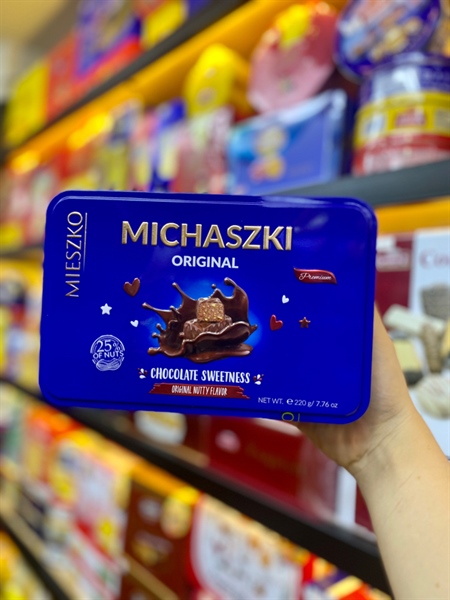 MIESZKO
MICHASZKI®
ORIGINAL
Premium
25%
OF NUTS
CHOCOLATE SWEETNESS
ORIGINAL NUTTY FLAVOR
NET WT. ℮ 220 g/ 7.76 oz